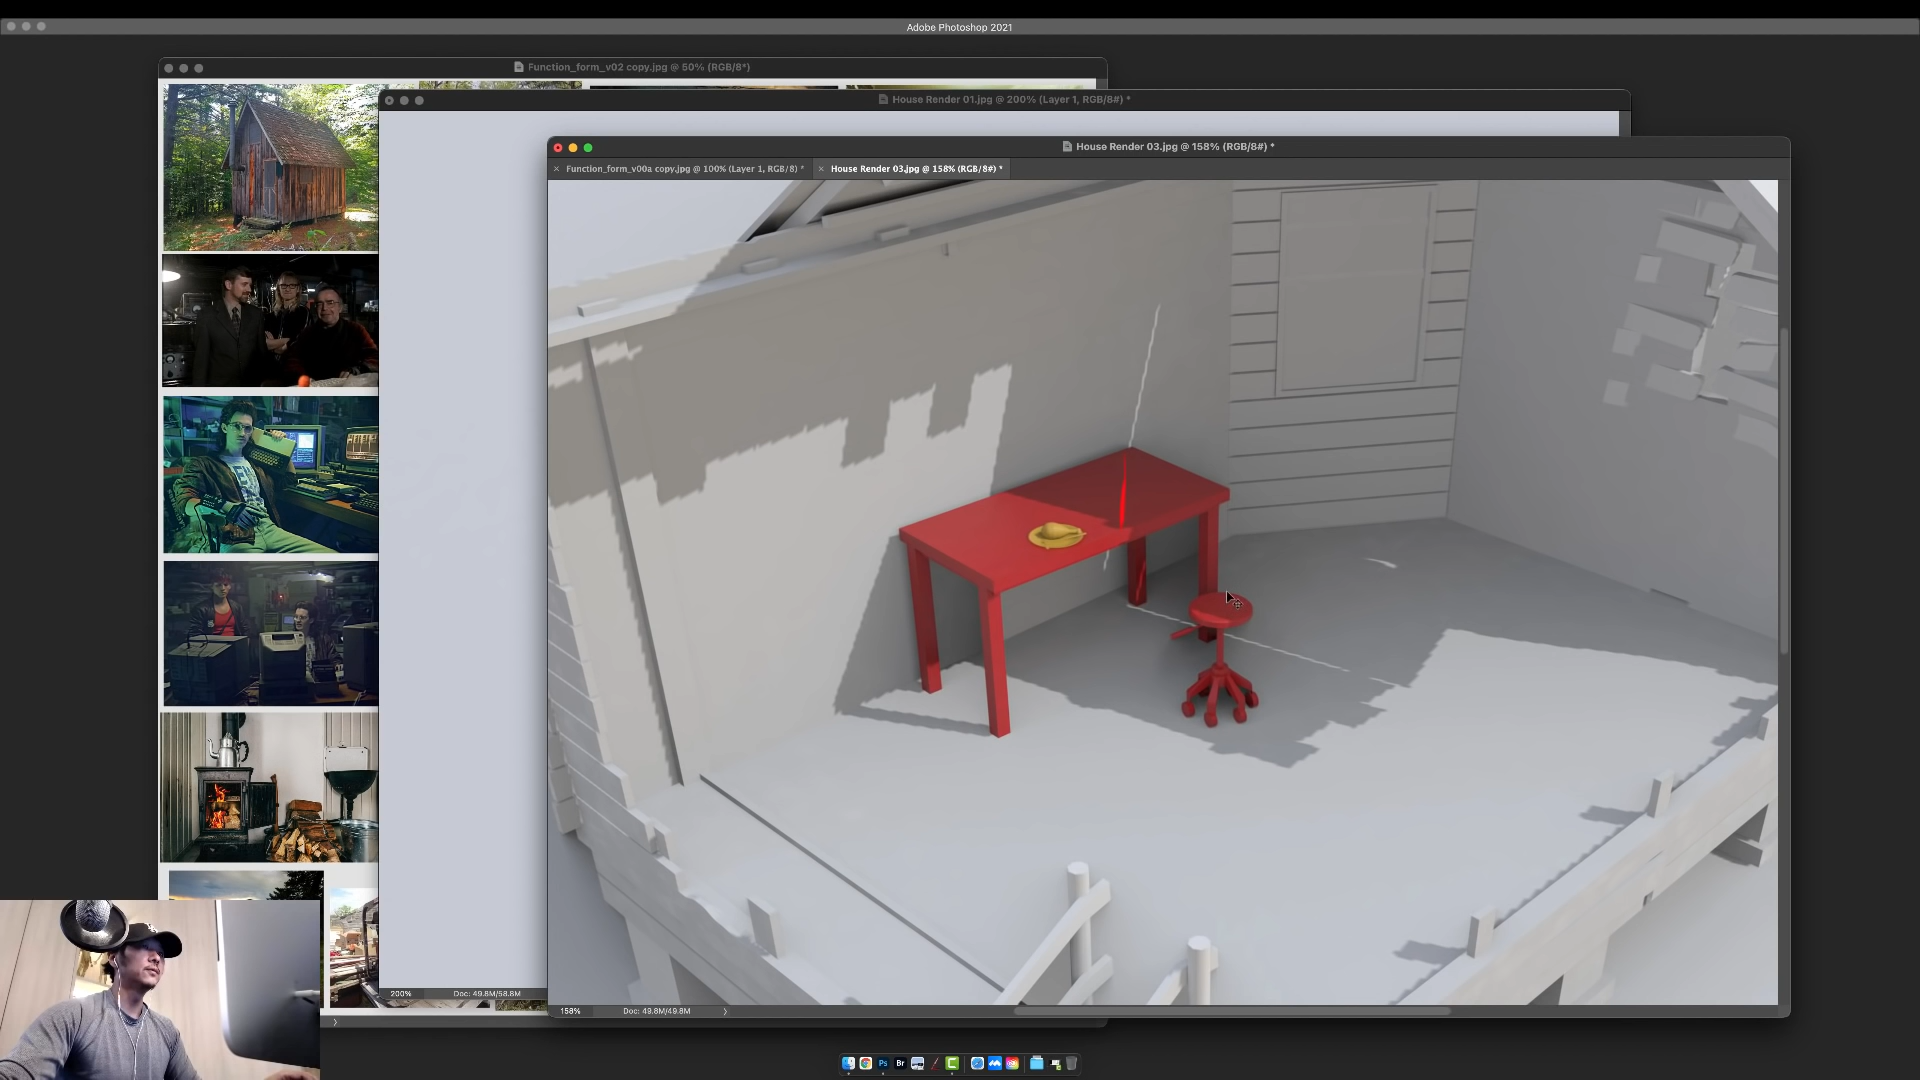 Adobe Photoshop 2021
Function_form_v02 copy.jpg @ 50% (RGB/8*)
House Render 01.jpg @ 200% (Layer 1, RGB/8#) *
House Render 03.jpg @ 158% (RGB/8#) *
Function_form_v00a copy.jpg @ 100% (Layer 1, RGB/8) *
House Render 03.jpg @ 158% (RGB/8#) *
200%
Doc: 49.8M/58.8M
158%
Doc: 49.8M/49.8M
Ps
Br